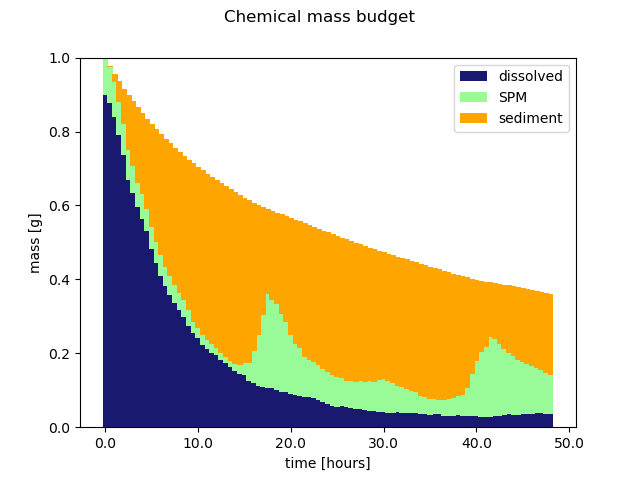 Chemical mass budget
1.0
0.8
0.6
0.4
0.2
0.0
mass [g]
dissolved
SPM
sediment
0.0 10.0 20.0 30.0 40.0 50.0
time [hours]